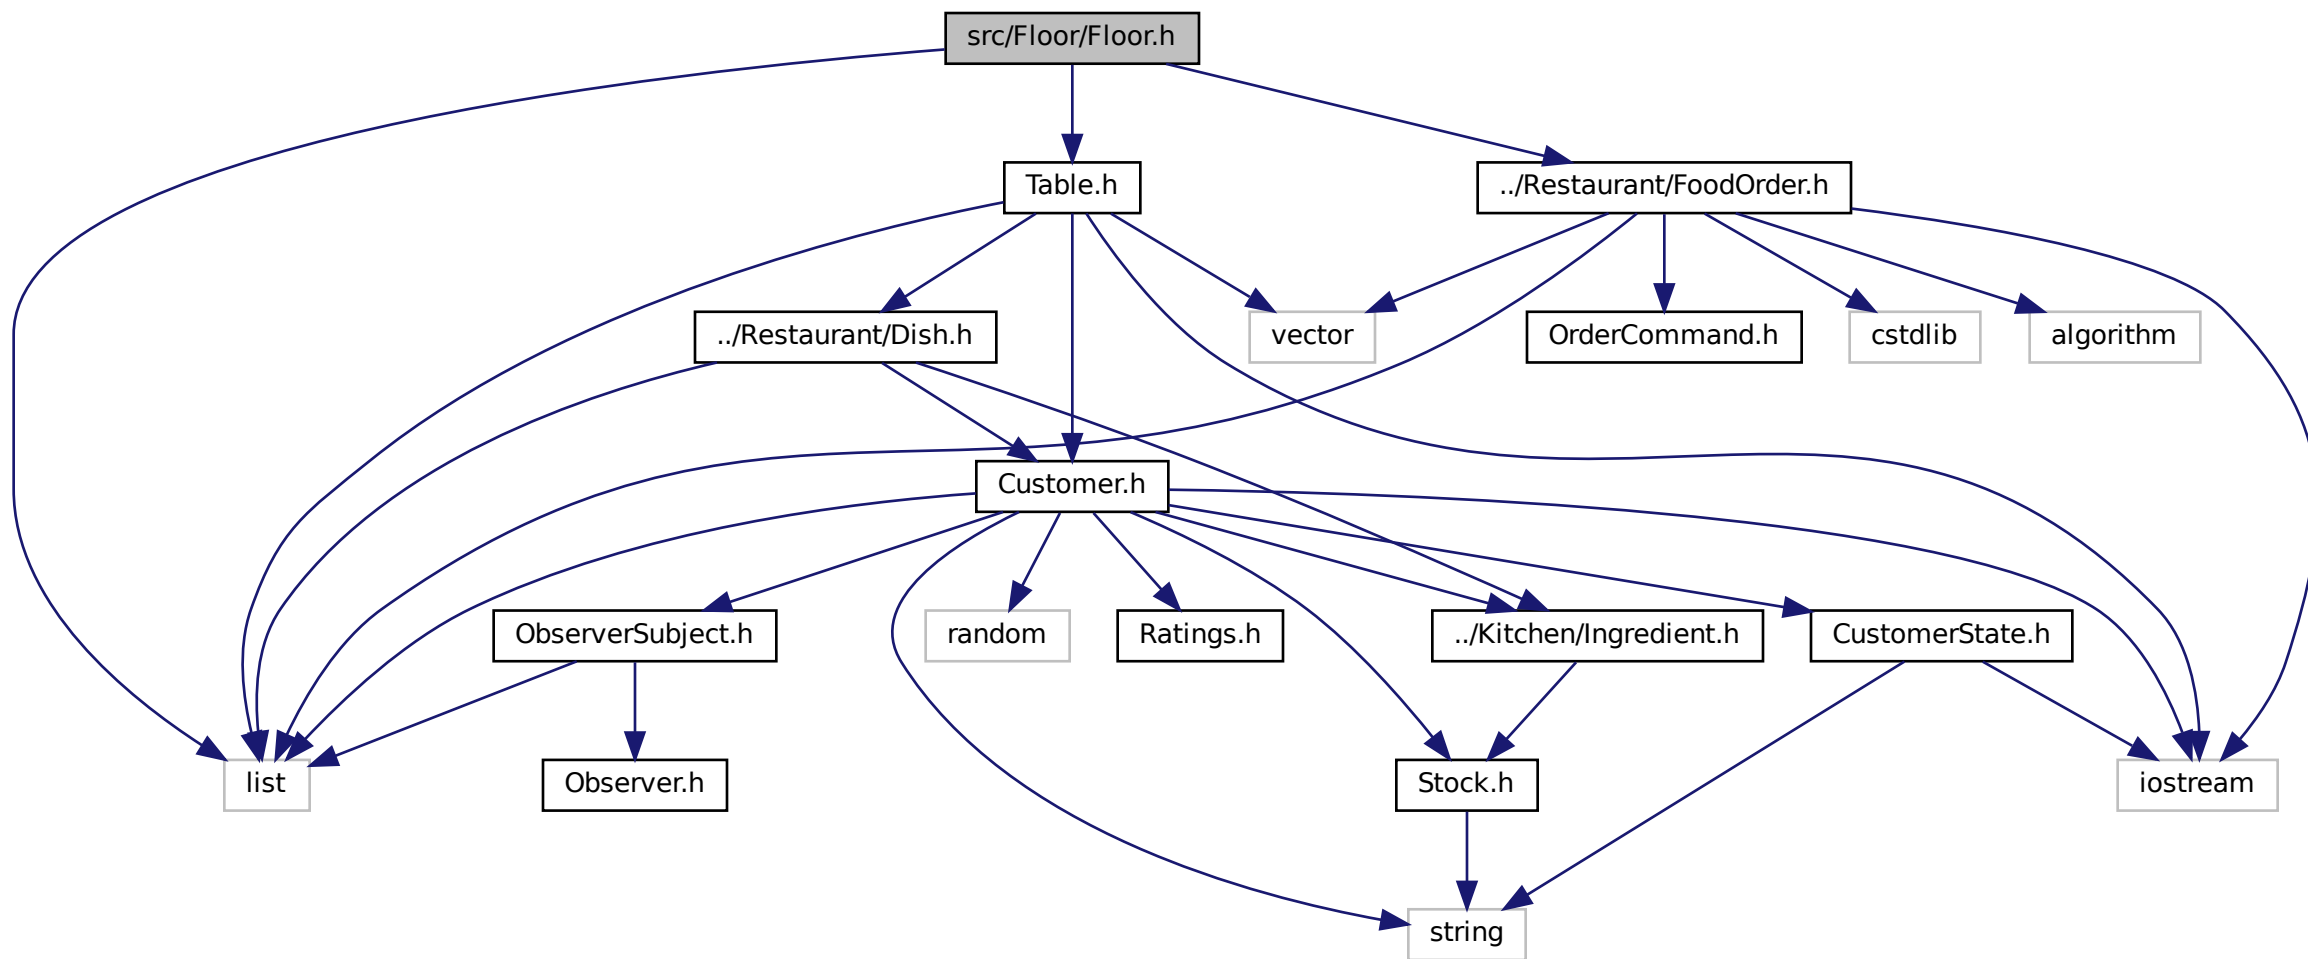 src/Floor/Floor.h
Table.h
../Restaurant/FoodOrder.h
../Restaurant/Dish.h
vector
OrderCommand.h
cstdlib
algorithm
Customer.h
ObserverSubject.h
random
Ratings.h
../Kitchen/Ingredient.h
CustomerState.h
list
Observer.h
Stock.h
iostream
string